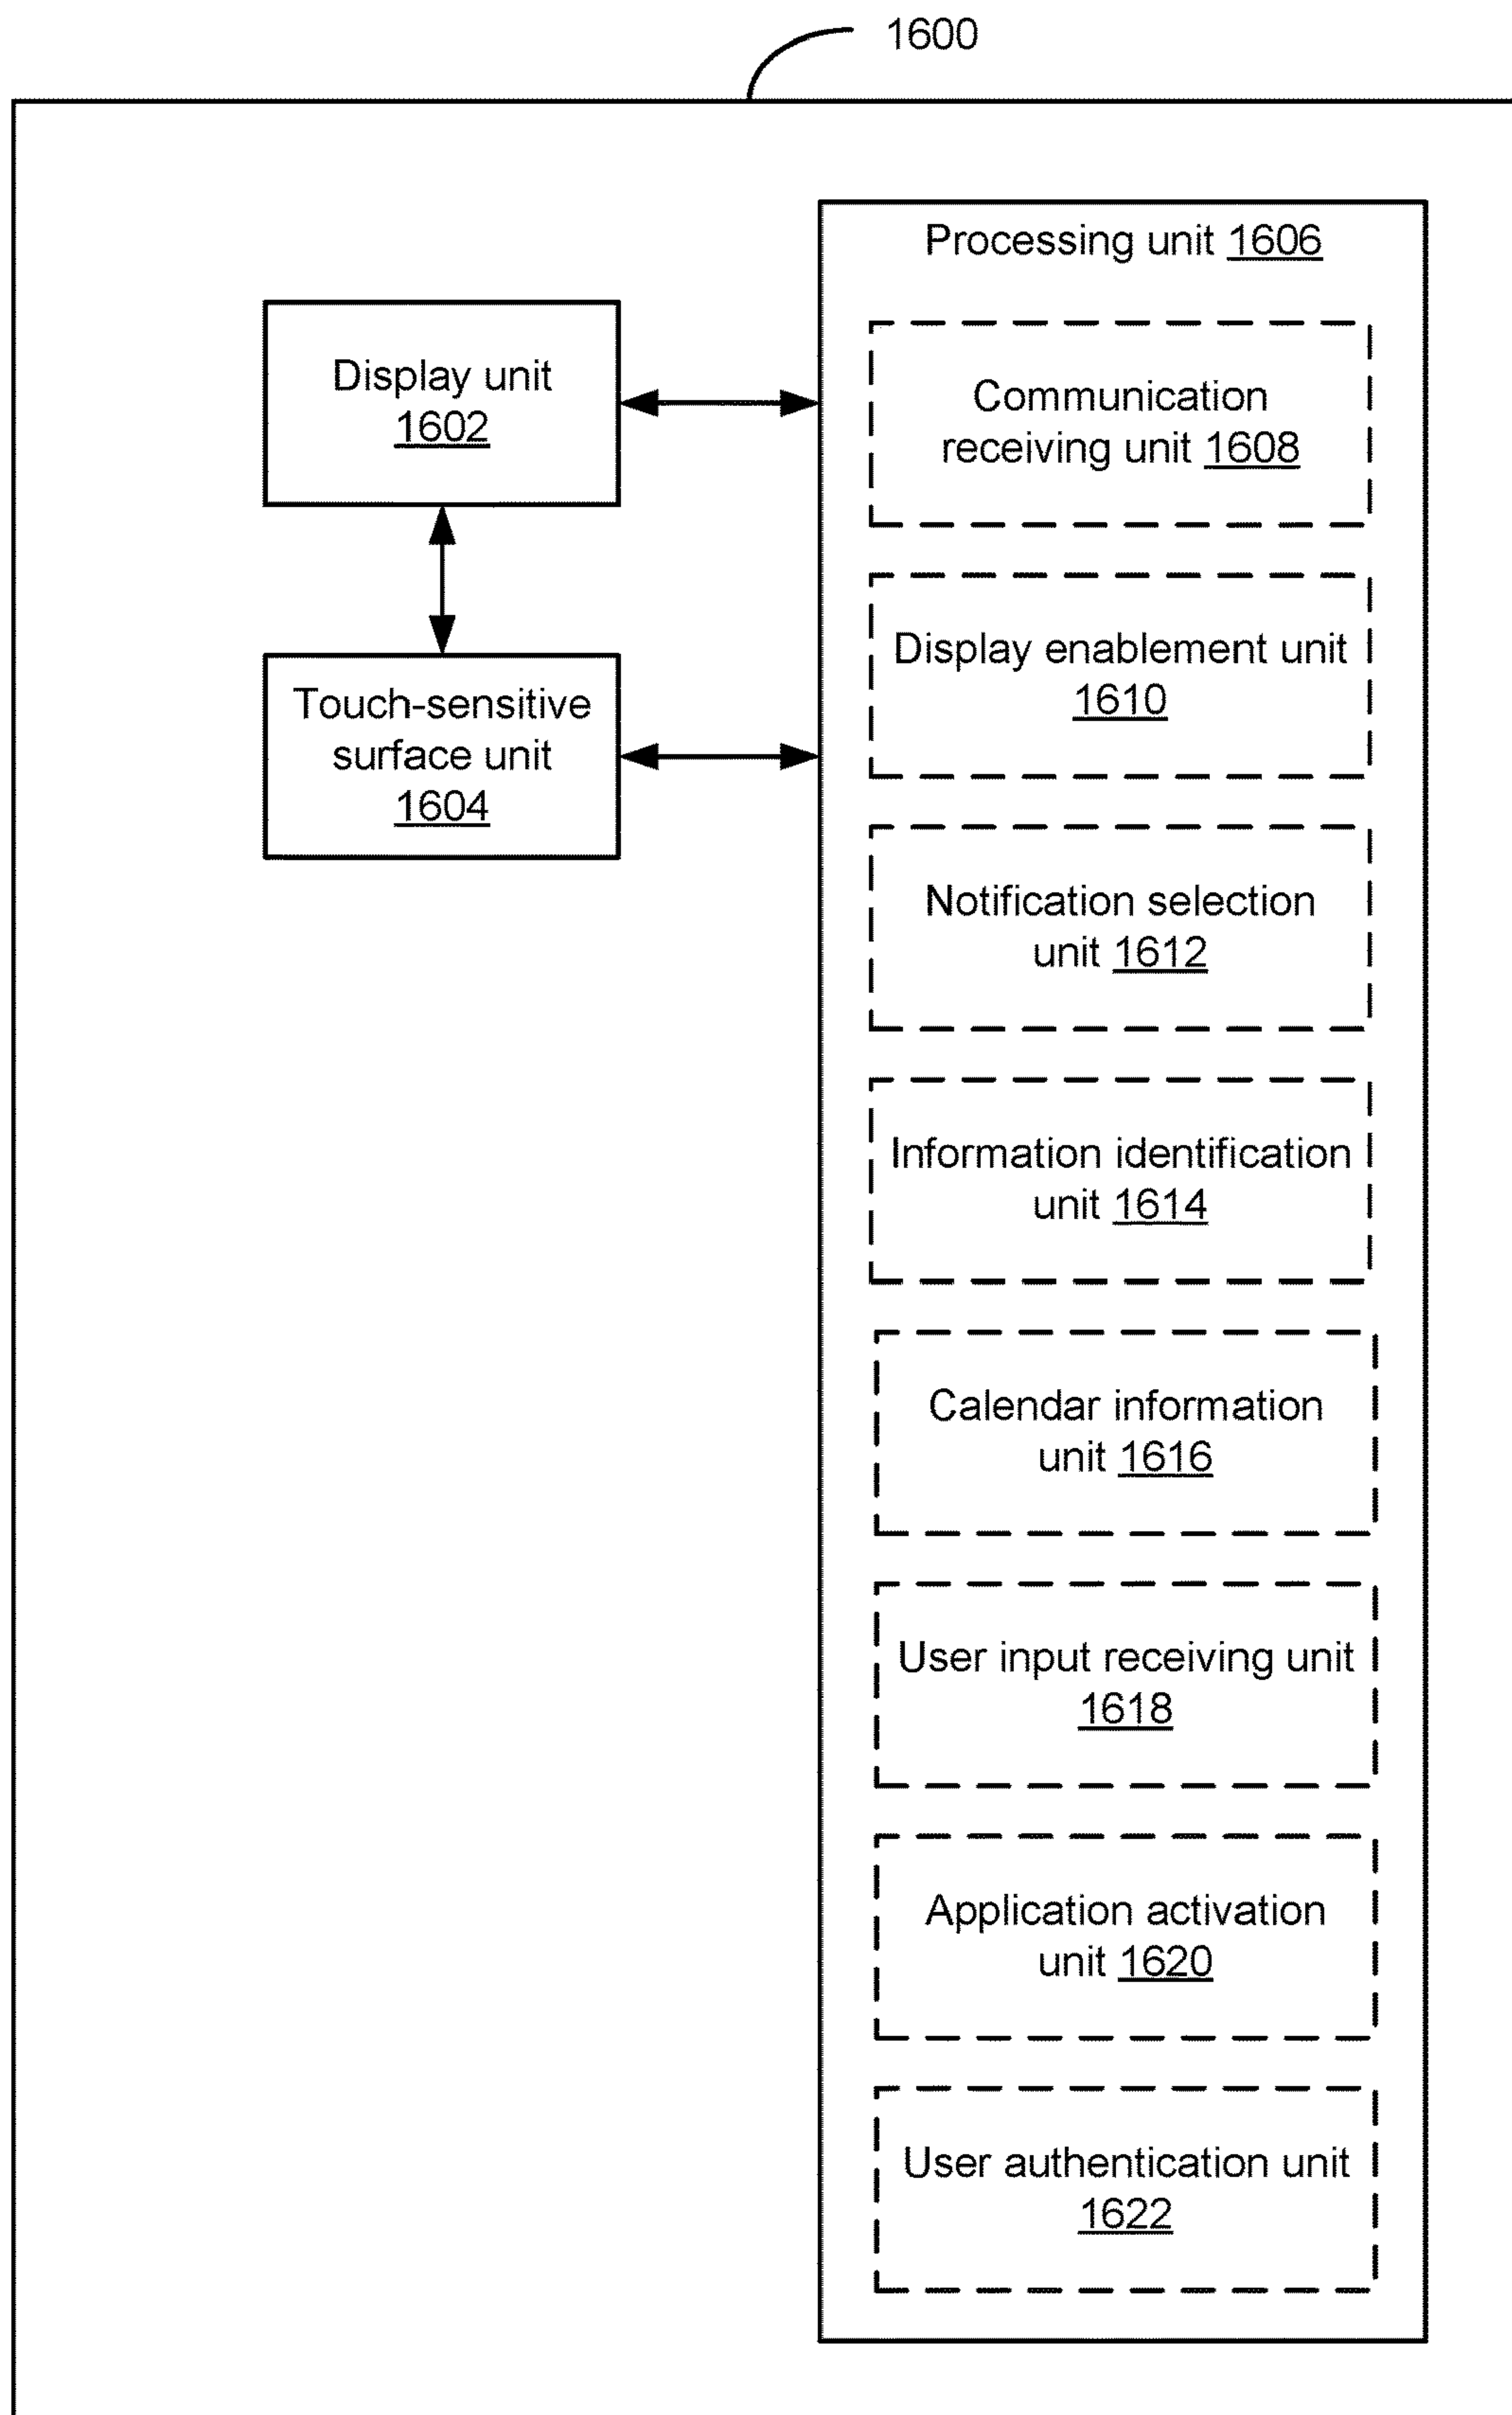 1600
Processing unit 1606
Display unit
1602
Touch-sensitive
surface unit
1604
Communication
receiving unit 1608
Display enablement unit
1610
Notification selection
unit 1612
Information identification
unit 1614
Calendar information
unit 1616
User input receiving unit
1618
Application activation
unit 1620
User authentication unit
1622